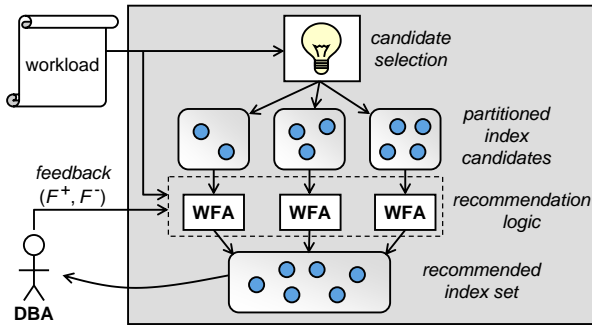 workload
candidate
selection
partitioned
index
candidates
feedback
(F⁺, F⁻)
WFA
WFA
WFA
recommendation
logic
recommended
index set
DBA